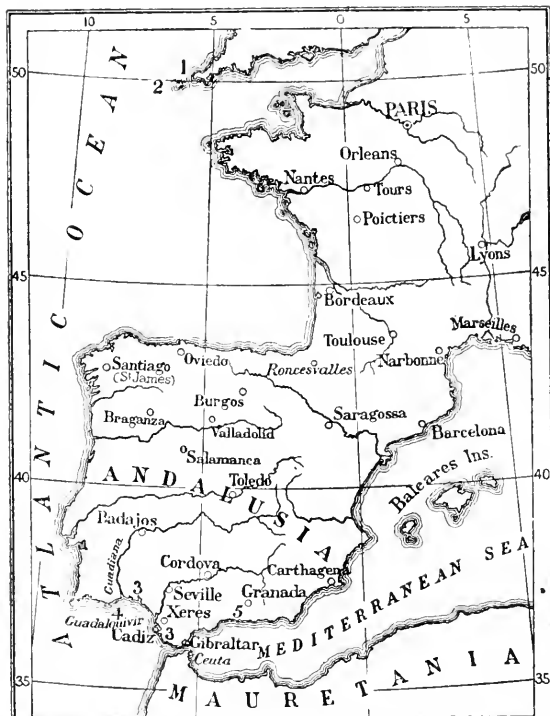 10 5 0 5
50 50
1
2
PARIS
Orleans
Nantes
Tours
Poictiers
Lyons
45 45
Bordeaux
Toulouse
Marseilles
Narbonne
Oviedo
Santiago
(St James)
Roncesvalles
Burgos
Braganza
Valladolid
Saragossa
Barcelona
Salamanca
40 40
Toledo
ANDALUSIA
Baleares Ins.
Badajos
Guadiana
Cordova
Carthagena
Seville
Granada
3
5
Xeres
Guadalquivir
Cadiz
3
Gibraltar
Ceuta
MEDITERRANEAN SEA
ATLANTIC OCEAN
MAURETANIA
35 35